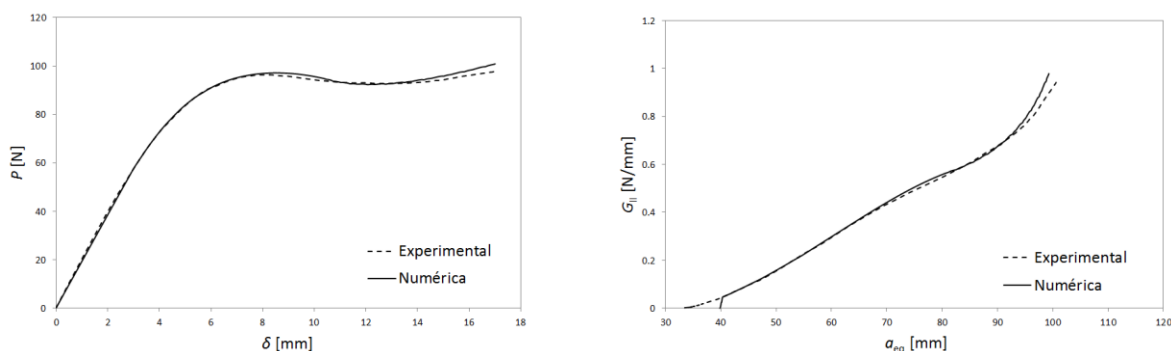 120
100
80
60
40
20
0
P [N]
0 2 4 6 8 10 12 14 16 18
δ [mm]
Experimental
Numérica
1.2
1
0.8
0.6
0.4
0.2
0
G_II [N/mm]
30 40 50 60 70 80 90 100 110 120
a_eq [mm]
Experimental
Numérica